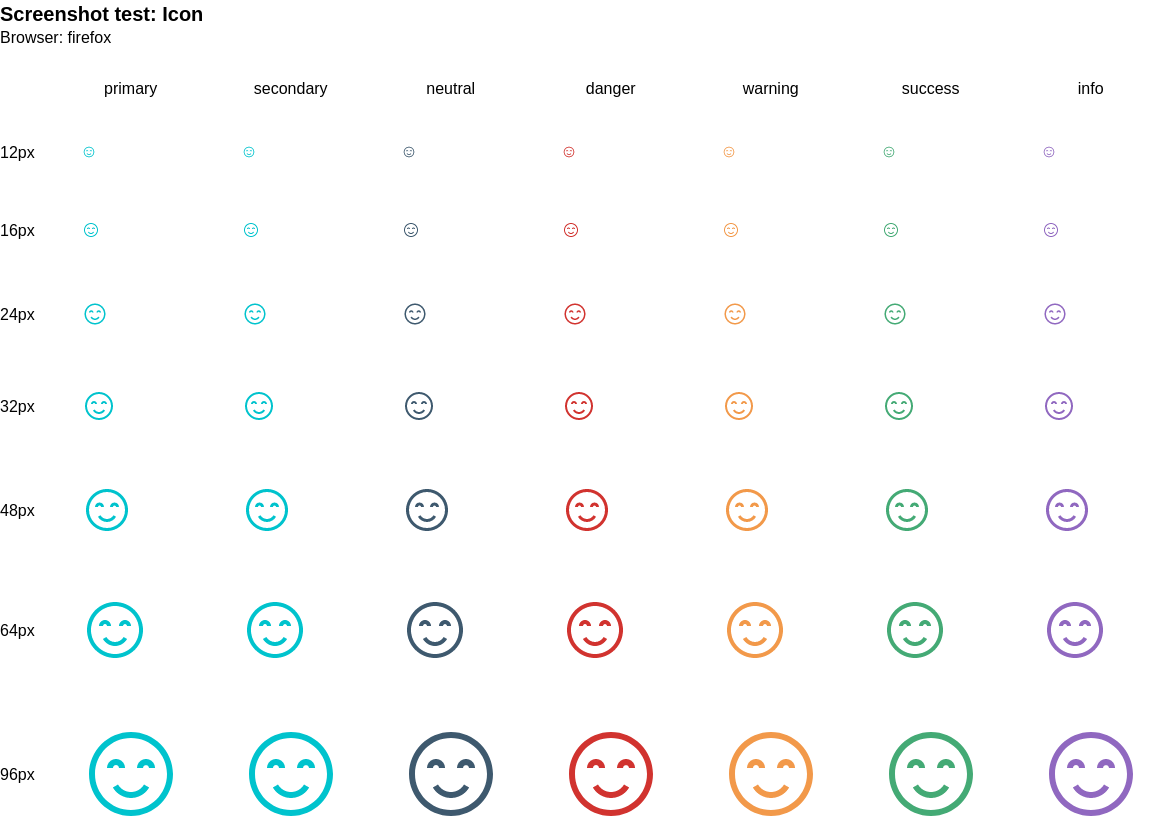 Screenshot test: Icon
Browser: firefox
primary secondary neutral danger warning success info
12px
16px
24px
32px
48px
64px
96px